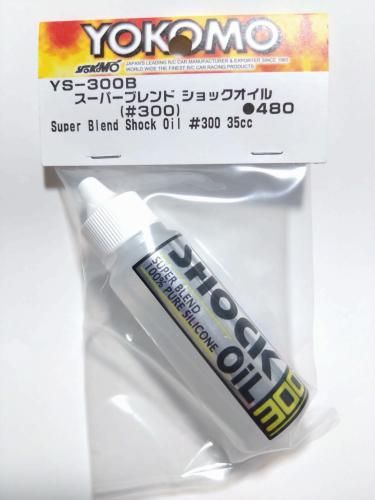 YOKOMO
YOKOMO
JAPAN'S LEADING R/C CAR MANUFACTURER & EXPORTER SINCE 1983
WORLD WIDE THE FINEST R/C CAR RACING PRODUCTS
YS-300B
スーパーブレンド ショックオイル
(#300) ●480
Super Blend Shock Oil #300 35cc
SHOCK
SUPER BLEND
100% PURE SILICONE
OiL
300